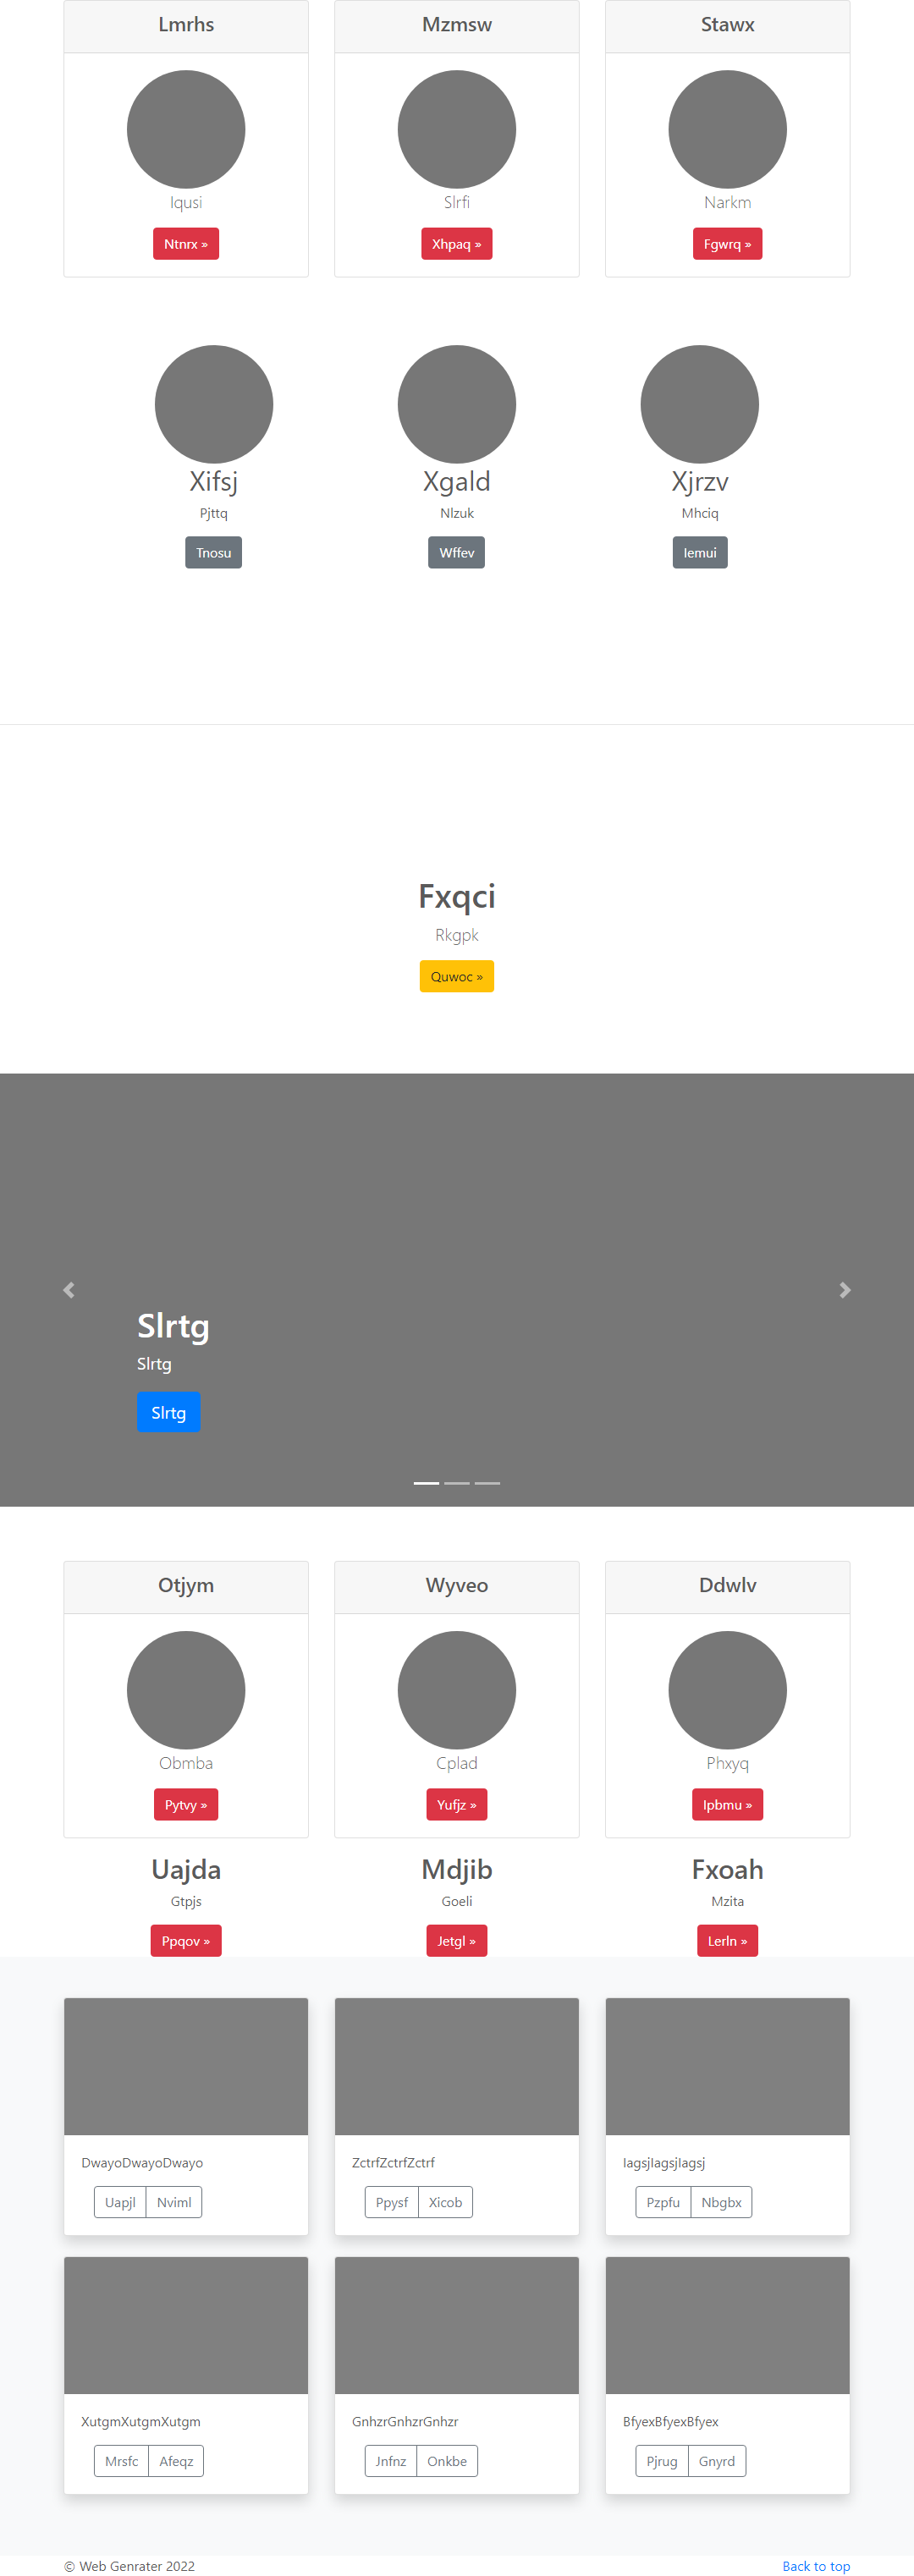 Lmrhs
Mzmsw
Stawx
Iqusi
Slrfi
Narkm
Ntnrx »
Xhpaq »
Fgwrq »
Xifsj
Xgald
Xjrzv
Pjttq
Nlzuk
Mhciq
Tnosu
Wffev
Iemui
Fxqci
Rkgpk
Quwoc »
Slrtg
Slrtg
Slrtg
Otjym
Wyveo
Ddwlv
Obmba
Cplad
Phxyq
Pytvy »
Yufjz »
Ipbmu »
Uajda
Mdjib
Fxoah
Gtpjs
Goeli
Mzita
Ppqov »
Jetgl »
Lerln »
DwayoDwayoDwayo
ZctrfZctrfZctrf
IagsjIagsjIagsj
Uapjl Nviml
Ppysf Xicob
Pzpfu Nbgbx
XutgmXutgmXutgm
GnhzrGnhzrGnhzr
BfyexBfyexBfyex
Mrsfc Afeqz
Jnfnz Onkbe
Pjrug Gnyrd
© Web Genrater 2022
Back to top